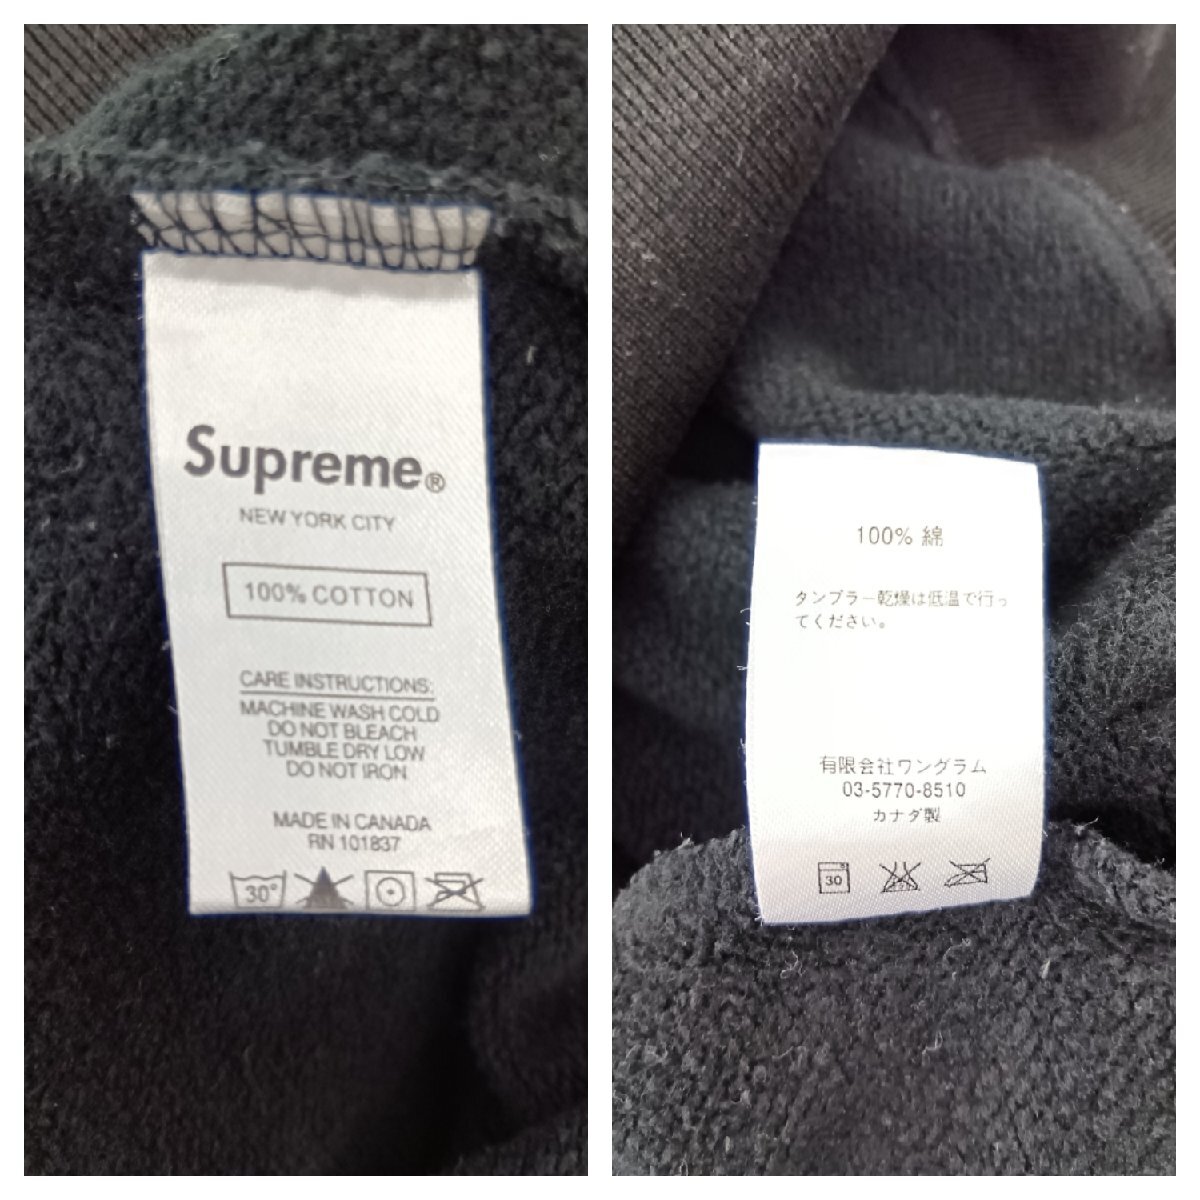 Supreme®
NEW YORK CITY
100% COTTON
CARE INSTRUCTIONS:
MACHINE WASH COLD
DO NOT BLEACH
TUMBLE DRY LOW
DO NOT IRON
MADE IN CANADA
RN 101837
30°
100% 綿
タンブラー乾燥は低温で行っ
てください。
有限会社ワングラム
03-5770-8510
カナダ製
30